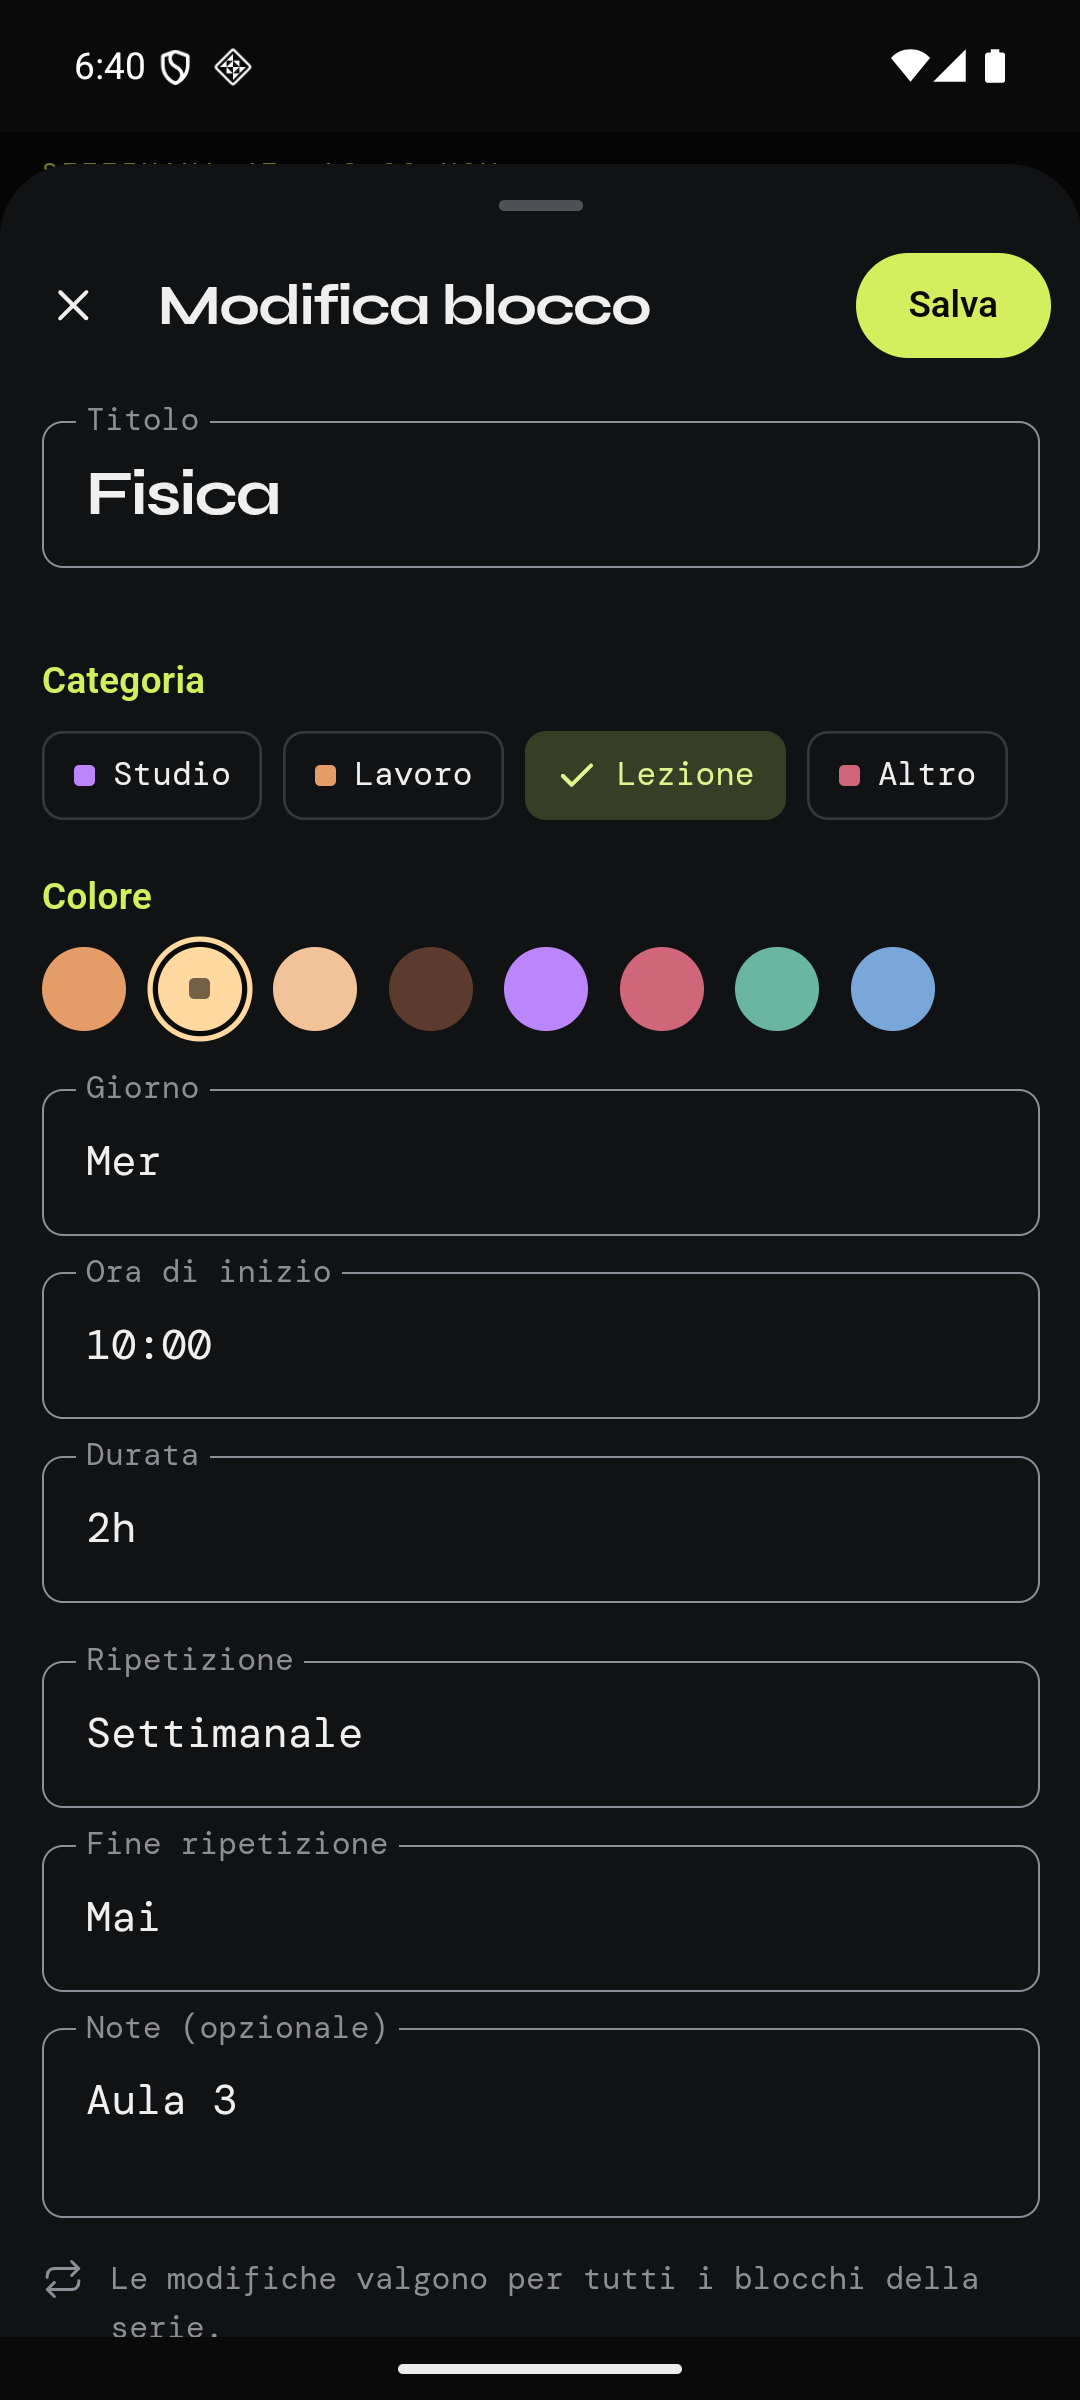 6:40
Modifica blocco
Salva
Titolo
Fisica
Categoria
Studio
Lavoro
Lezione
Altro
Colore
Giorno
Mer
Ora di inizio
10:00
Durata
2h
Ripetizione
Settimanale
Fine ripetizione
Mai
Note (opzionale)
Aula 3
Le modifiche valgono per tutti i blocchi della
serie.